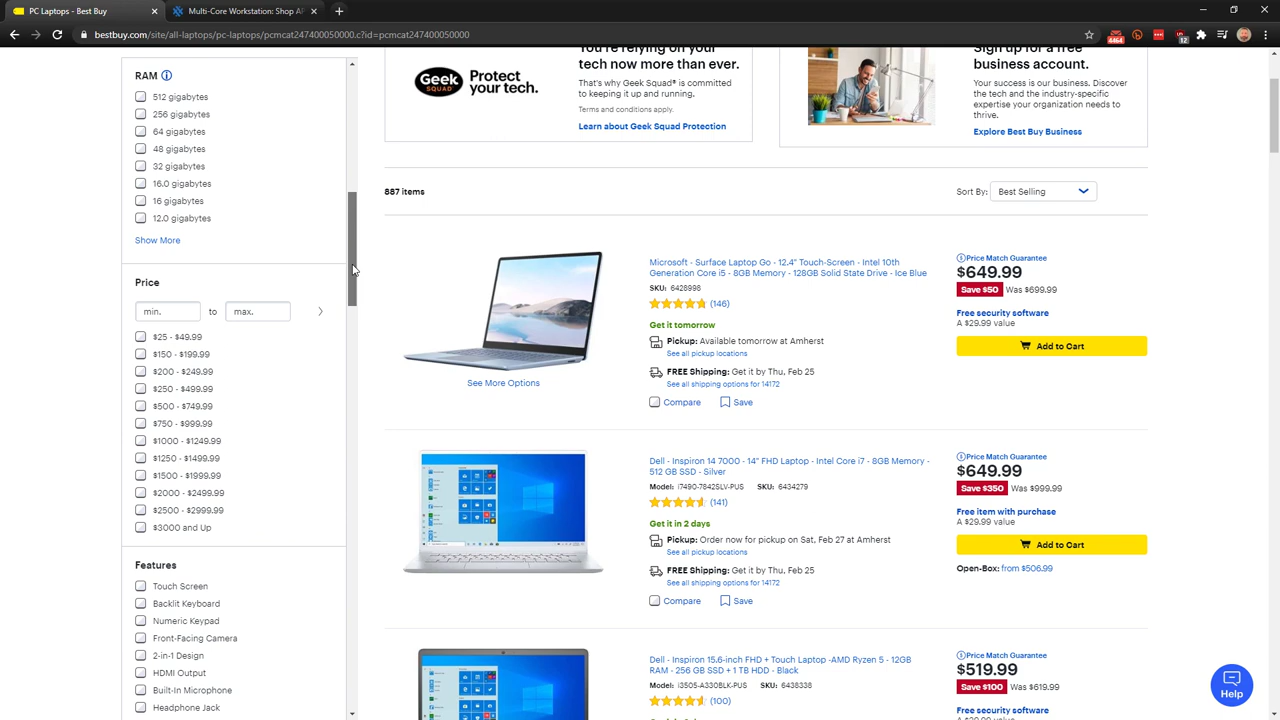 PC Laptops - Best Buy
Multi-Core Workstation: Shop A
bestbuy.com/site/all-laptops/pc-laptops/pcmcat247400050000.c?id=pcmcat247400050000
4464
12
RAM
512 gigabytes
256 gigabytes
64 gigabytes
48 gigabytes
32 gigabytes
16.0 gigabytes
16 gigabytes
12.0 gigabytes
Show More
Price
min. to max.
$25 - $49.99
$150 - $199.99
$200 - $249.99
$250 - $499.99
$500 - $749.99
$750 - $999.99
$1000 - $1249.99
$1250 - $1499.99
$1500 - $1999.99
$2000 - $2499.99
$2500 - $2999.99
$3000 and Up
Features
Touch Screen
Backlit Keyboard
Numeric Keypad
Front-Facing Camera
2-in-1 Design
HDMI Output
Built-In Microphone
Headphone Jack
GEEK SQUAD
Protect your tech.
You're relying on your
tech now more than ever.
That's why Geek Squad® is committed
to keeping it up and running.
Terms and conditions apply.
Learn about Geek Squad Protection
Sign up for a free
business account.
Your success is our business. Discover
the tech and the industry-specific
expertise your organization needs to
thrive.
Explore Best Buy Business
887 items
Sort By: Best Selling
See More Options
Microsoft - Surface Laptop Go - 12.4" Touch-Screen - Intel 10th
Generation Core i5 - 8GB Memory - 128GB Solid State Drive - Ice Blue
SKU: 6428998
(146)
Get it tomorrow
Pickup: Available tomorrow at Amherst
See all pickup locations
FREE Shipping: Get it by Thu, Feb 25
See all shipping options for 14172
Compare Save
Price Match Guarantee
$649.99
Save $50 Was $699.99
Free security software
A $29.99 value
Add to Cart
Dell - Inspiron 14 7000 - 14" FHD Laptop - Intel Core i7 - 8GB Memory -
512 GB SSD - Silver
Model: i7490-7842SLV-PUS SKU: 6434279
(141)
Get it in 2 days
Pickup: Order now for pickup on Sat, Feb 27 at Amherst
See all pickup locations
FREE Shipping: Get it by Thu, Feb 25
See all shipping options for 14172
Compare Save
Price Match Guarantee
$649.99
Save $350 Was $999.99
Free item with purchase
A $29.99 value
Add to Cart
Open-Box: from $506.99
Dell - Inspiron 15.6-inch FHD + Touch Laptop -AMD Ryzen 5 - 12GB
RAM - 256 GB SSD + 1 TB HDD - Black
Model: i3505-A330BLK-PUS SKU: 6438338
(100)
Price Match Guarantee
$519.99
Save $100 Was $619.99
Free security software
A $29.99 value
Help